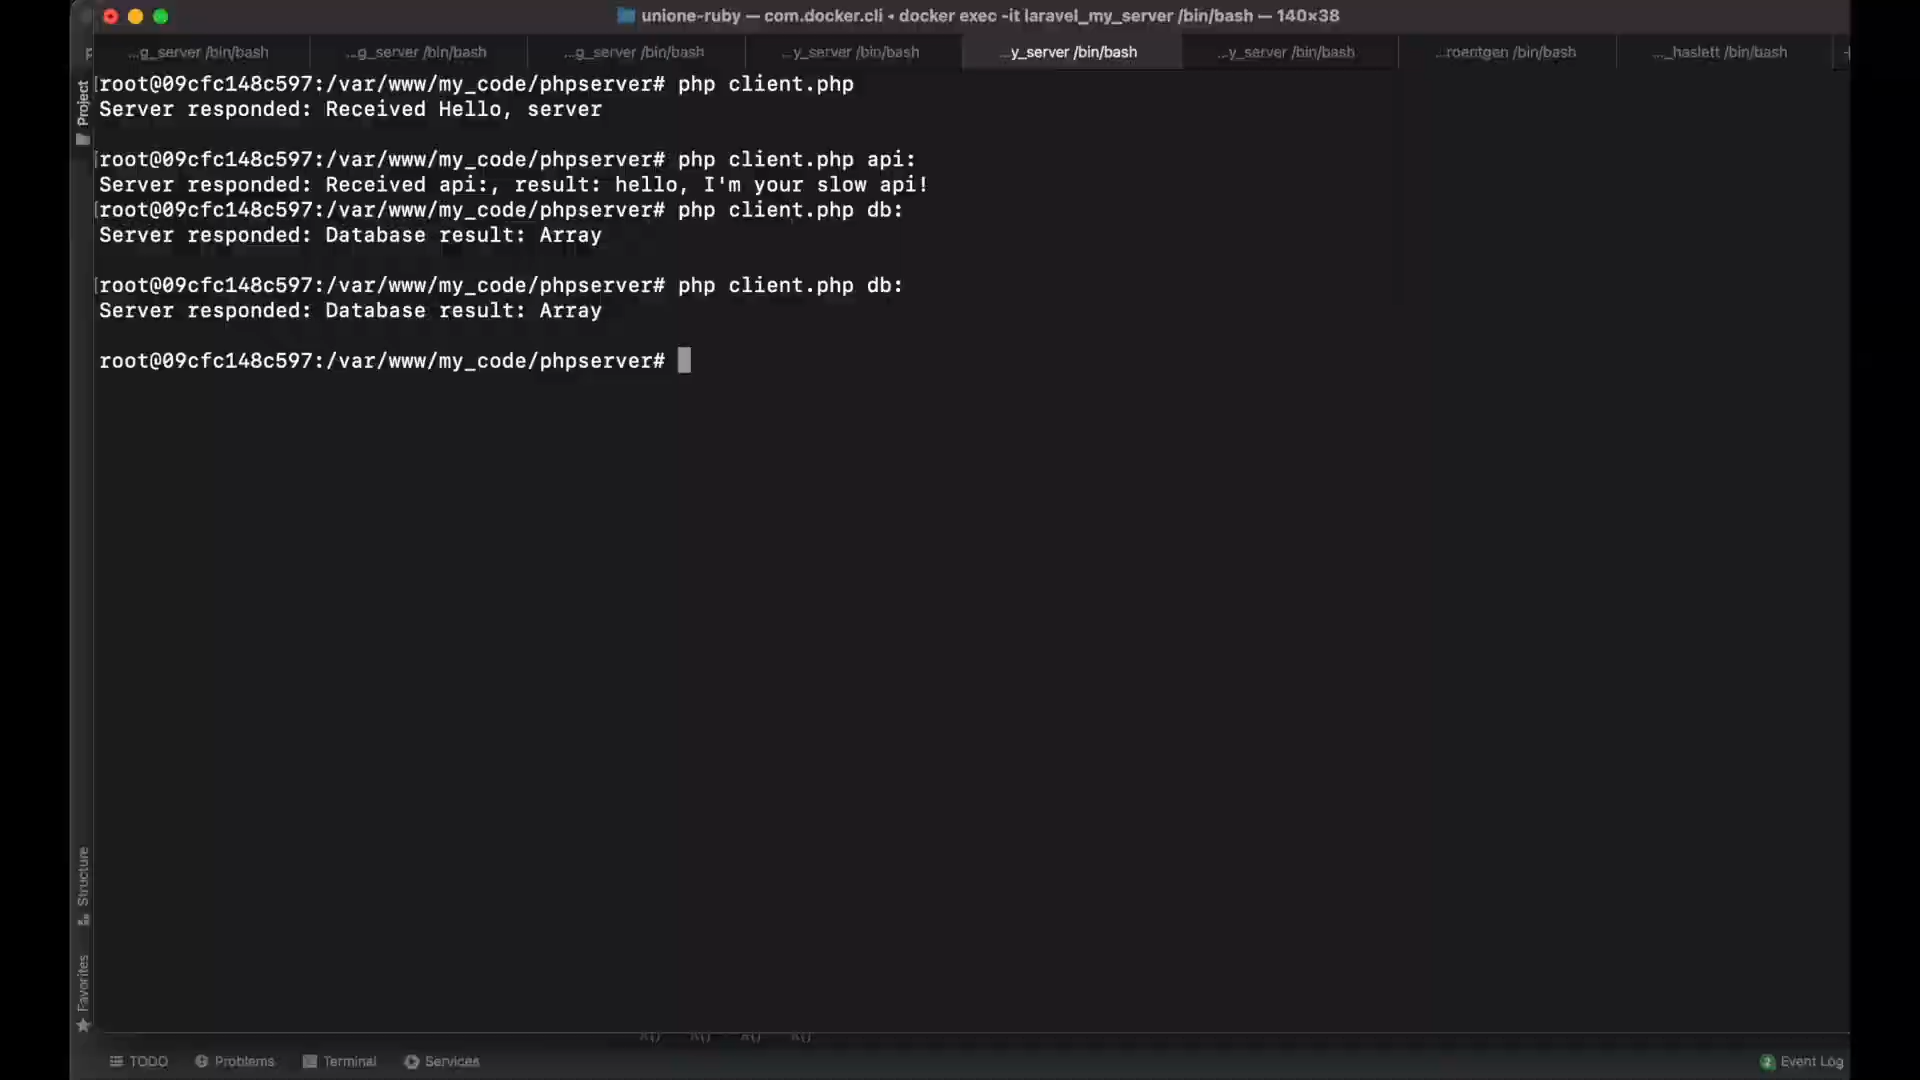 unione-ruby — com.docker.cli • docker exec -it laravel_my_server /bin/bash — 140×38
...g_server /bin/bash ...g_server /bin/bash ...g_server /bin/bash ...y_server /bin/bash ...y_server /bin/bash ...y_server /bin/bash ...roentgen /bin/bash ..._haslett /bin/bash
Project
[root@09cfc148c597:/var/www/my_code/phpserver# php client.php
Server responded: Received Hello, server
[root@09cfc148c597:/var/www/my_code/phpserver# php client.php api:
Server responded: Received api:, result: hello, I'm your slow api!
[root@09cfc148c597:/var/www/my_code/phpserver# php client.php db:
Server responded: Database result: Array
[root@09cfc148c597:/var/www/my_code/phpserver# php client.php db:
Server responded: Database result: Array
root@09cfc148c597:/var/www/my_code/phpserver#
Structure
Favorites
TODO Problems Terminal Services 2 Event Log